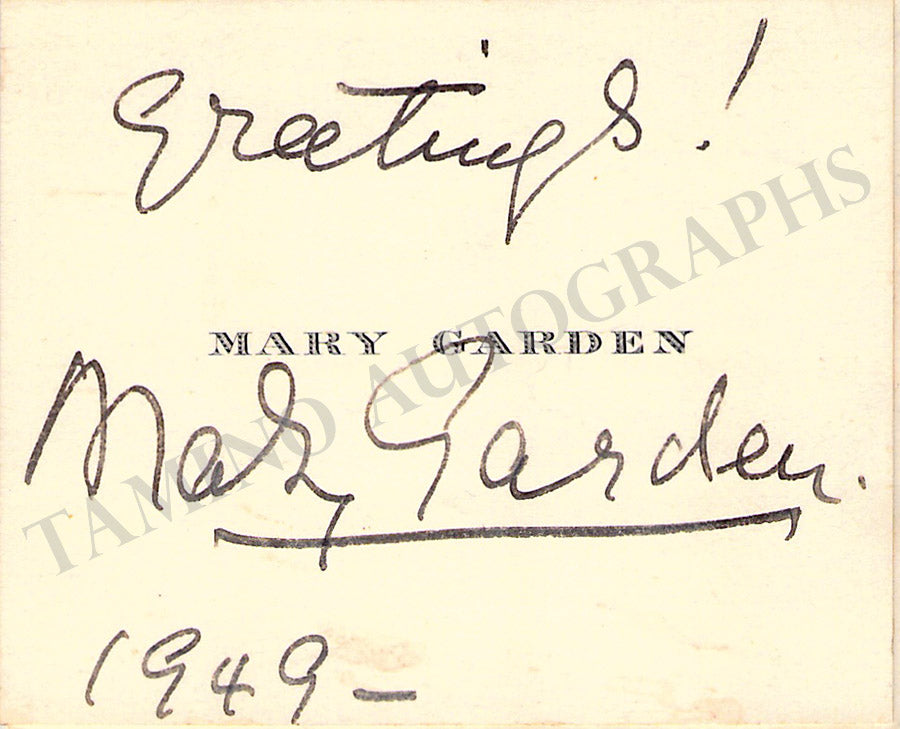 Greetings!
MARY GARDEN
Mary Garden.
1949 –
TAMINO AUTOGRAPHS